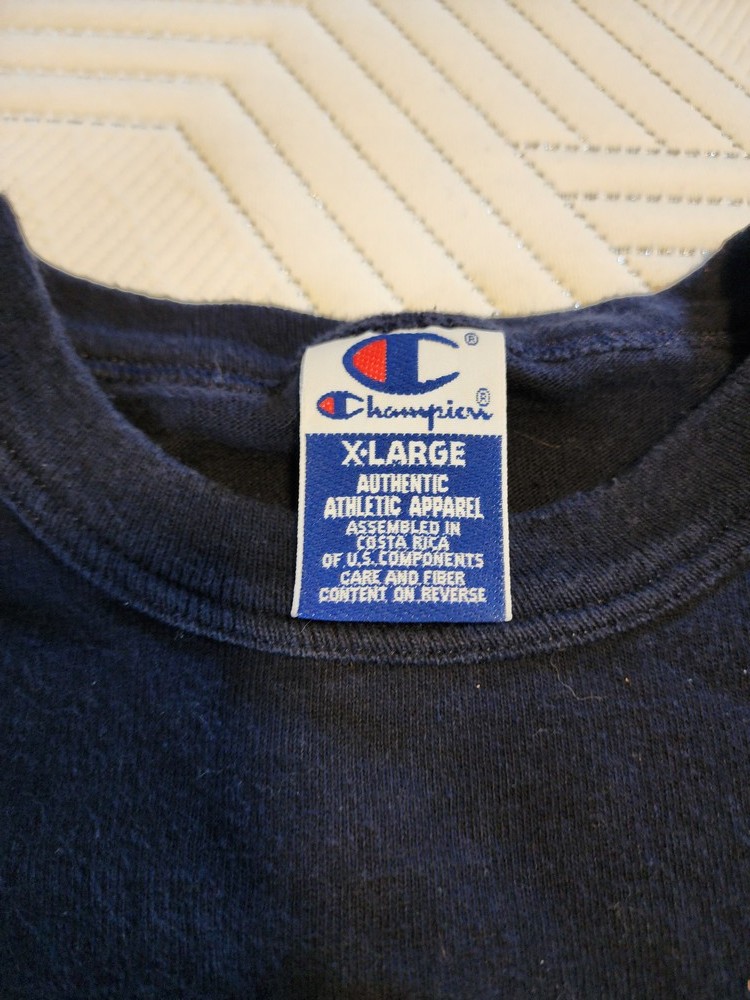 ®
Champion®
X·LARGE
AUTHENTIC
ATHLETIC APPAREL
ASSEMBLED IN
COSTA RICA
OF U.S. COMPONENTS
CARE AND FIBER
CONTENT ON REVERSE